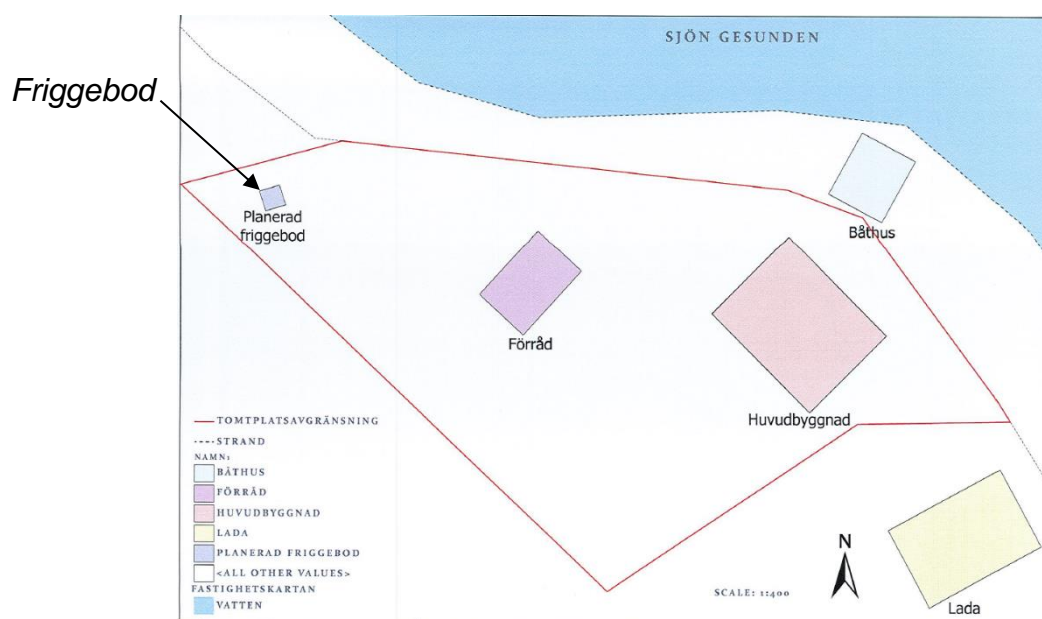 SJÖN GESUNDEN
Friggebod
Planerad
friggebod
Båthus
Förråd
Huvudbyggnad
TOMTPLATSAVGRÄNSNING
STRAND
NAMN:
BÅTHUS
FÖRRÅD
HUVUDBYGGNAD
LADA
PLANERAD FRIGGEBOD
<ALL OTHER VALUES>
FASTIGHETSKARTAN
VATTEN
N
SCALE: 1:400
Lada